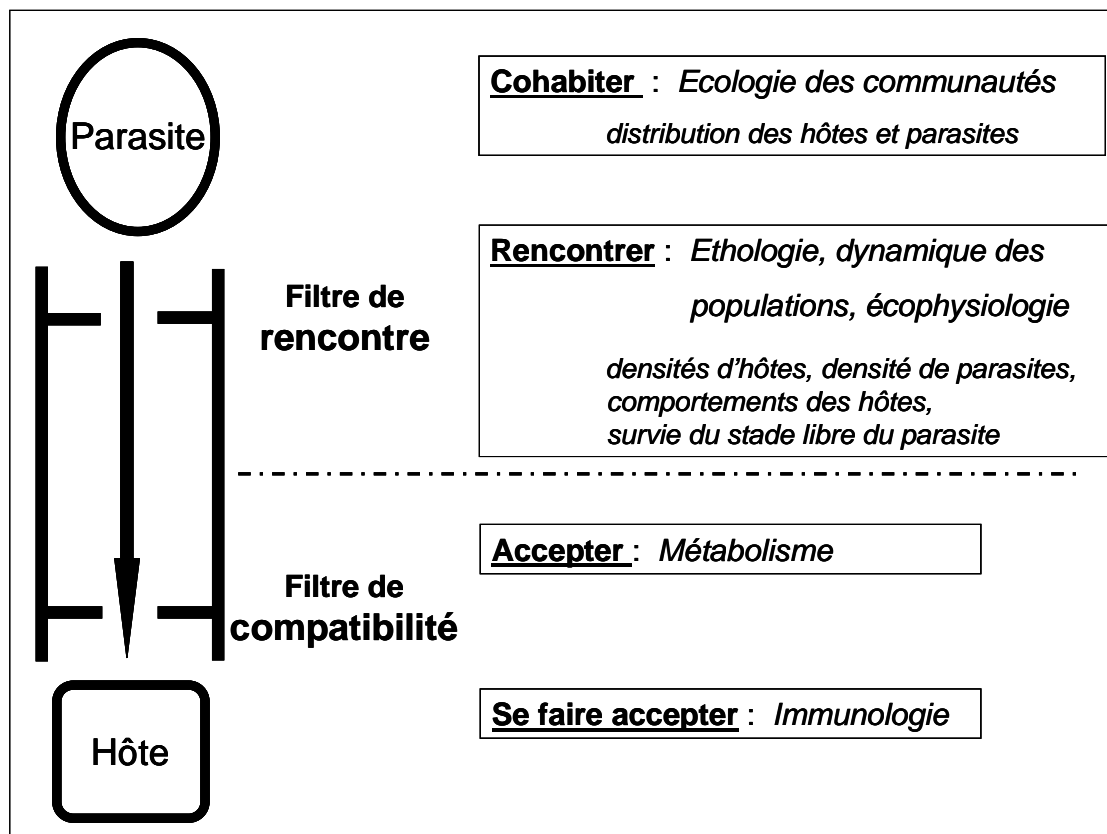 Parasite
Cohabiter : Ecologie des communautés
distribution des hôtes et parasites
Rencontrer : Ethologie, dynamique des
populations, écophysiologie
densités d'hôtes, densité de parasites,
comportements des hôtes,
survie du stade libre du parasite
Filtre de
rencontre
Accepter : Métabolisme
Filtre de
compatibilité
Se faire accepter : Immunologie
Hôte